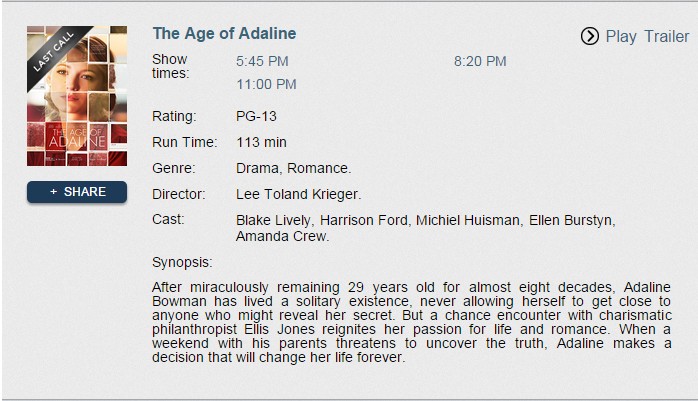 LAST CALL
THE AGE OF
ADALINE
+ SHARE
The Age of Adaline
Play Trailer
Show times: 5:45 PM 8:20 PM
11:00 PM
Rating: PG-13
Run Time: 113 min
Genre: Drama, Romance.
Director: Lee Toland Krieger.
Cast: Blake Lively, Harrison Ford, Michiel Huisman, Ellen Burstyn,
Amanda Crew.
Synopsis:
After miraculously remaining 29 years old for almost eight decades, Adaline
Bowman has lived a solitary existence, never allowing herself to get close to
anyone who might reveal her secret. But a chance encounter with charismatic
philanthropist Ellis Jones reignites her passion for life and romance. When a
weekend with his parents threatens to uncover the truth, Adaline makes a
decision that will change her life forever.